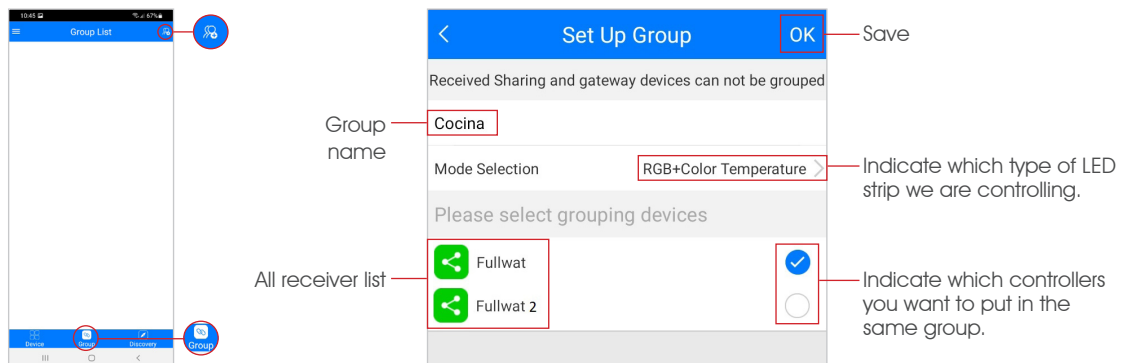 10:45 67%
Group List
Device Group Discovery
Group
Set Up Group OK
Save
Received Sharing and gateway devices can not be grouped
Group
name
Cocina
Mode Selection RGB+Color Temperature
Indicate which type of LED
strip we are controlling.
Please select grouping devices
All receiver list
Fullwat
Fullwat 2
Indicate which controllers
you want to put in the
same group.